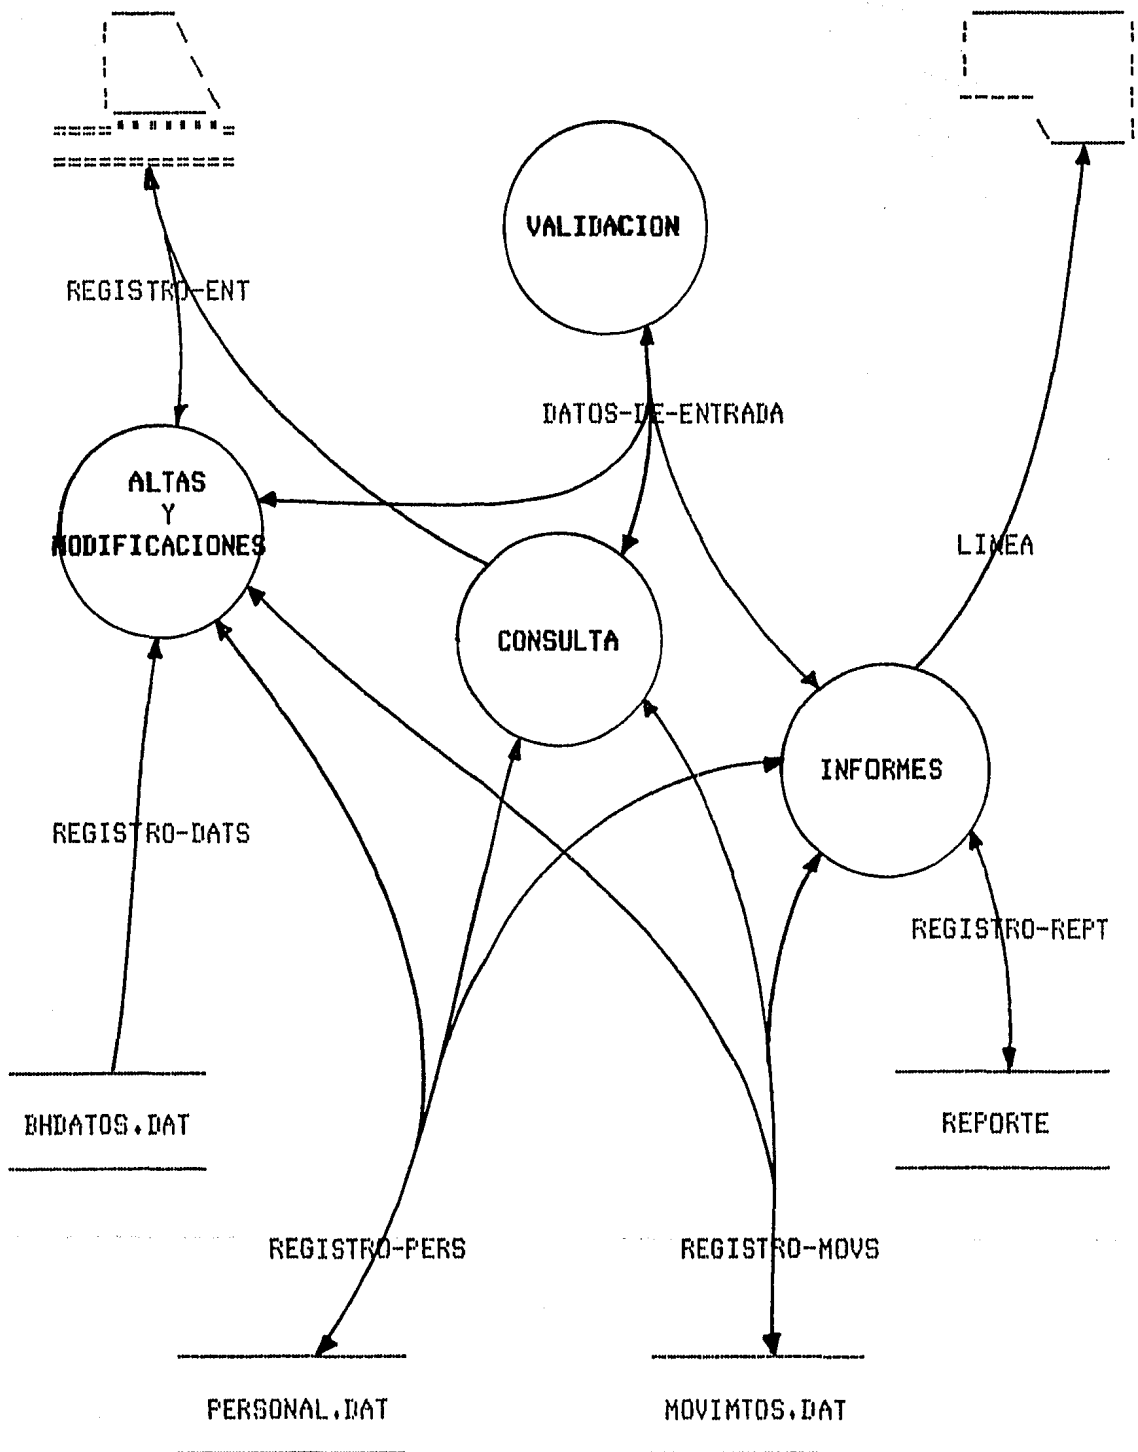 VALIDACION
REGISTRO-ENT
DATOS-DE-ENTRADA
ALTAS
Y
MODIFICACIONES
LINEA
CONSULTA
INFORMES
REGISTRO-DATS
REGISTRO-REPT
BHDATOS.DAT
REPORTE
REGISTRO-PERS
REGISTRO-MOVS
PERSONAL.DAT
MOVIMTOS.DAT